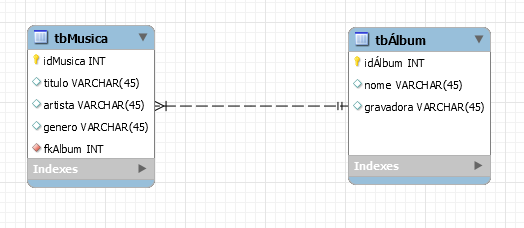 tbMusica
idMusica INT
titulo VARCHAR(45)
artista VARCHAR(45)
genero VARCHAR(45)
fkAlbum INT
Indexes
tbÁlbum
idÁlbum INT
nome VARCHAR(45)
gravadora VARCHAR(45)
Indexes